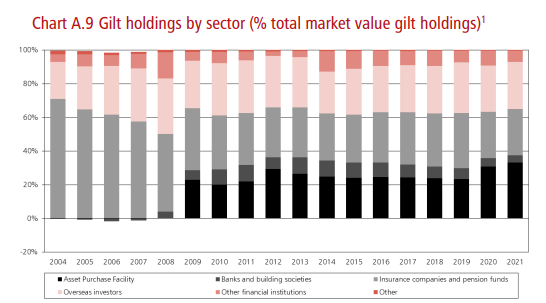 Chart A.9 Gilt holdings by sector (% total market value gilt holdings)¹
100%
80%
60%
40%
20%
0%
-20%
2004 2005 2006 2007 2008 2009 2010 2011 2012 2013 2014 2015 2016 2017 2018 2019 2020 2021
Asset Purchase Facility Banks and building societies Insurance companies and pension funds
Overseas investors Other financial institutions Other